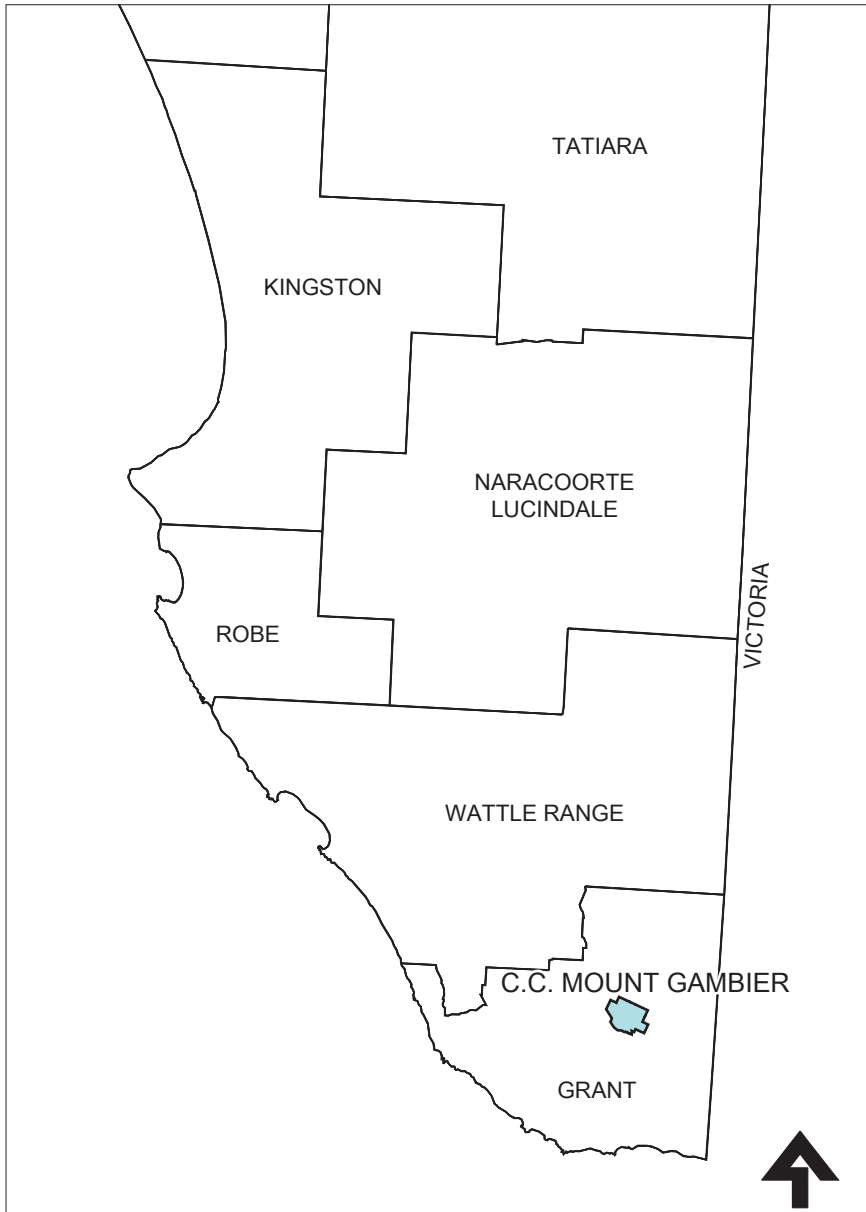 TATIARA
KINGSTON
NARACOORTE
LUCINDALE
VICTORIA
ROBE
WATTLE RANGE
C.C. MOUNT GAMBIER
GRANT